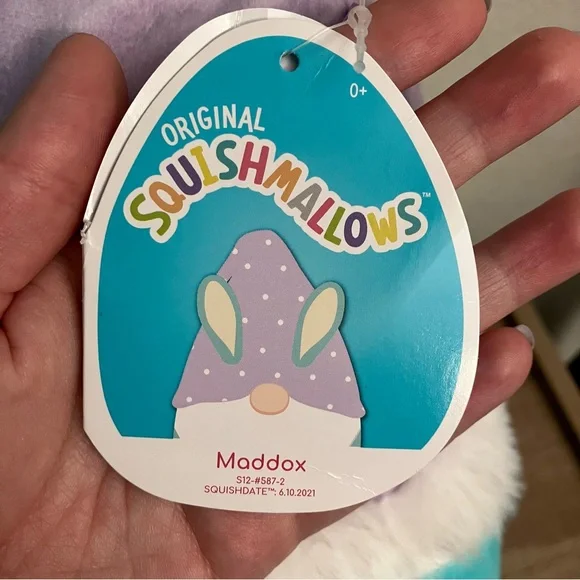 0+
ORIGINAL
SQUISHMALLOWS™
Maddox
S12-#587-2
SQUISHDATE™: 6.10.2021